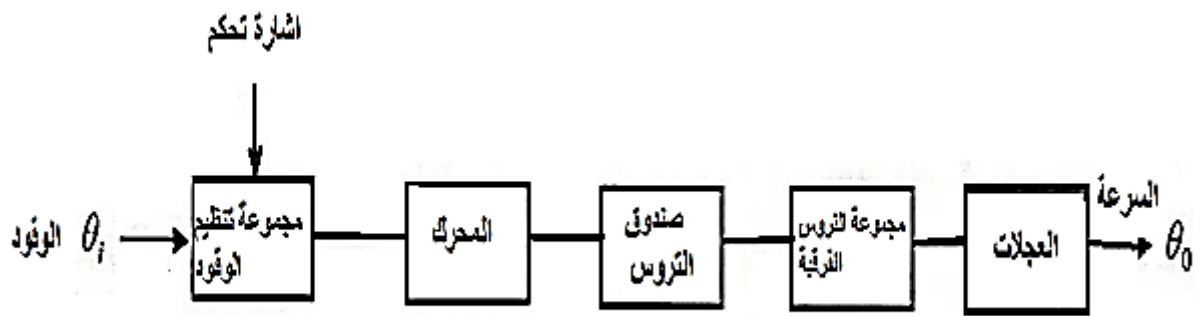 اشارة تحكم
الوقود θi
مجموعة تنظيم
الوقود
المحرك
صندوق
التروس
مجموعة التروس
الفرقية
العجلات
السرعة
θ0